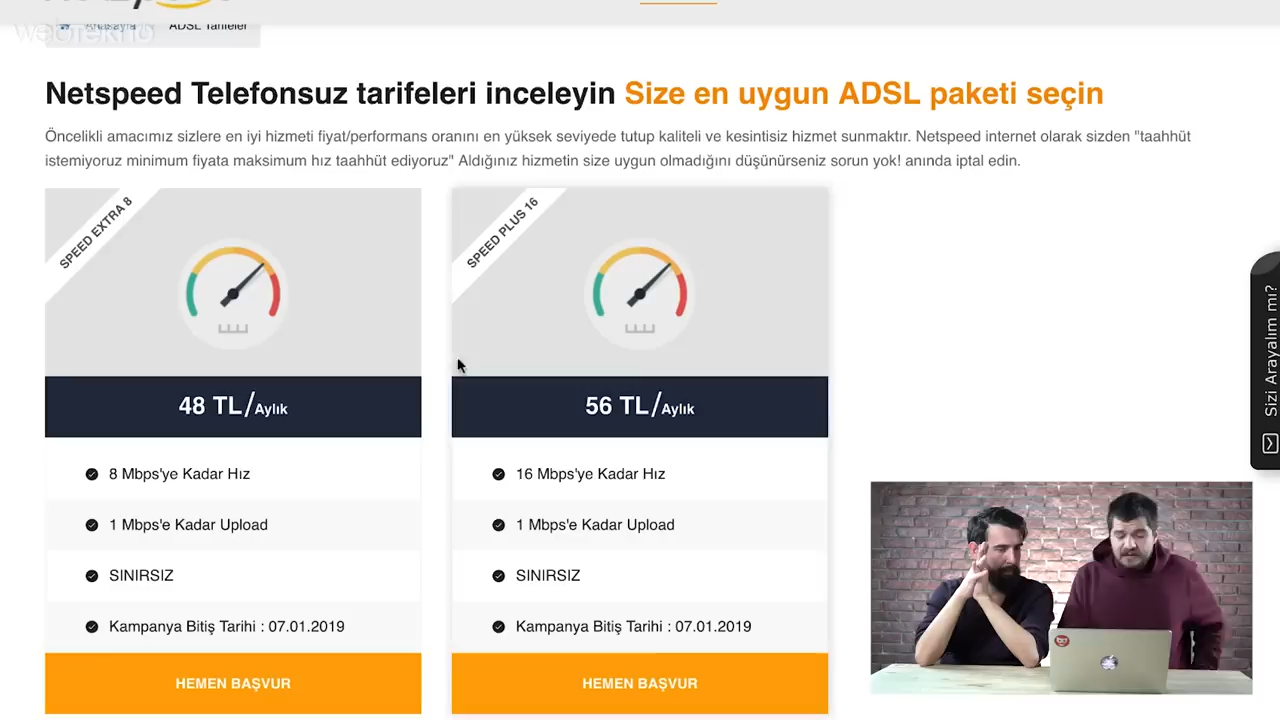 webtekno
Anasayfa
ADSL Tarifeler
Netspeed Telefonsuz tarifeleri inceleyin Size en uygun ADSL paketi seçin
Öncelikli amacımız sizlere en iyi hizmeti fiyat/performans oranını en yüksek seviyede tutup kaliteli ve kesintisiz hizmet sunmaktır. Netspeed internet olarak sizden "taahhüt
istemiyoruz minimum fiyata maksimum hız taahhüt ediyoruz" Aldığınız hizmetin size uygun olmadığını düşünürseniz sorun yok! anında iptal edin.
SPEED EXTRA 8
48 TL/Aylık
8 Mbps'ye Kadar Hız
1 Mbps'e Kadar Upload
SINIRSIZ
Kampanya Bitiş Tarihi : 07.01.2019
HEMEN BAŞVUR
SPEED PLUS 16
56 TL/Aylık
16 Mbps'ye Kadar Hız
1 Mbps'e Kadar Upload
SINIRSIZ
Kampanya Bitiş Tarihi : 07.01.2019
HEMEN BAŞVUR
Sizi Arayalım mı?